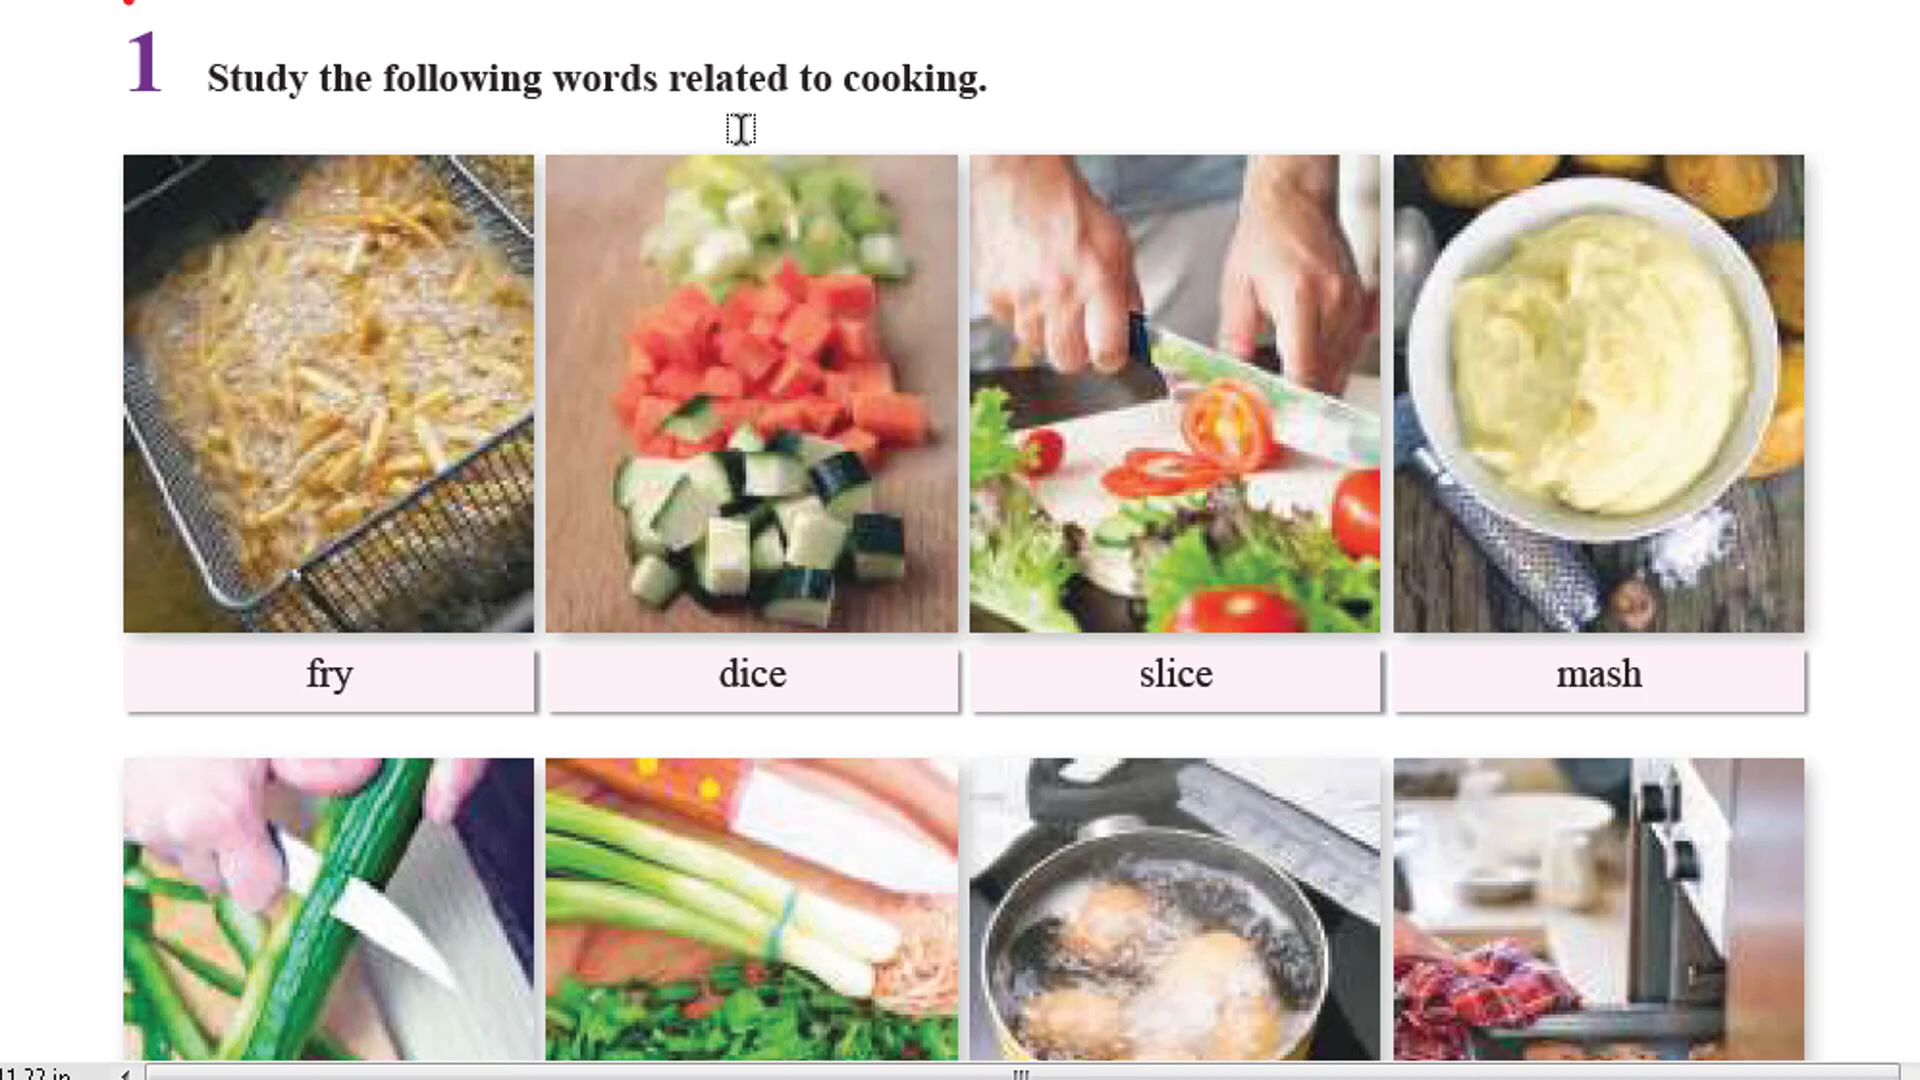 1 Study the following words related to cooking.
fry
dice
slice
mash